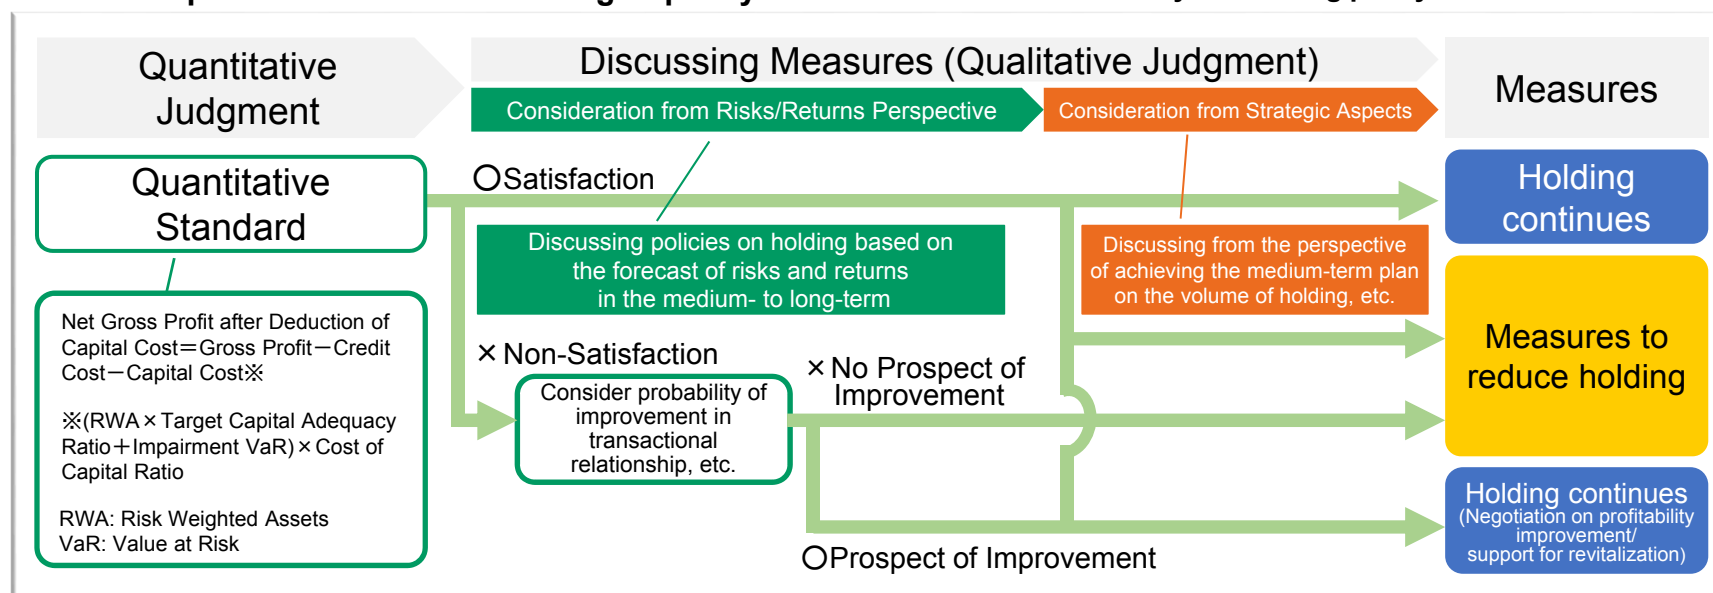 Quantitative
Judgment
Discussing Measures (Qualitative Judgment)
Measures
Consideration from Risks/Returns Perspective
Consideration from Strategic Aspects
Quantitative
Standard
○Satisfaction
Holding
continues
Discussing policies on holding based on
the forecast of risks and returns
in the medium- to long-term
Discussing from the perspective
of achieving the medium-term plan
on the volume of holding, etc.
Net Gross Profit after Deduction of
Capital Cost＝Gross Profit－Credit
Cost－Capital Cost※
※(RWA×Target Capital Adequacy
Ratio＋Impairment VaR)×Cost of
Capital Ratio
RWA: Risk Weighted Assets
VaR: Value at Risk
× Non-Satisfaction
Consider probability of
improvement in
transactional
relationship, etc.
× No Prospect of
Improvement
Measures to
reduce holding
○Prospect of Improvement
Holding continues
(Negotiation on profitability
improvement/
support for revitalization)